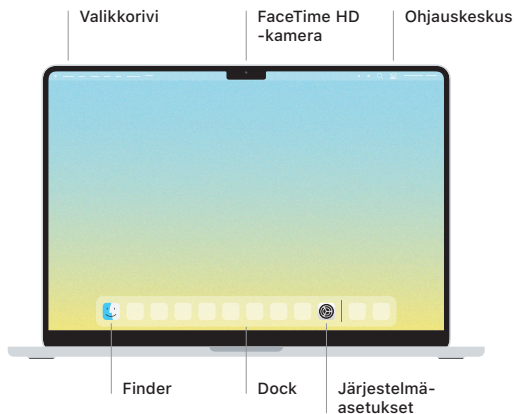 Valikkorivi
FaceTime HD
-kamera
Ohjauskeskus
Finder
Dock
Järjestelmä-
asetukset